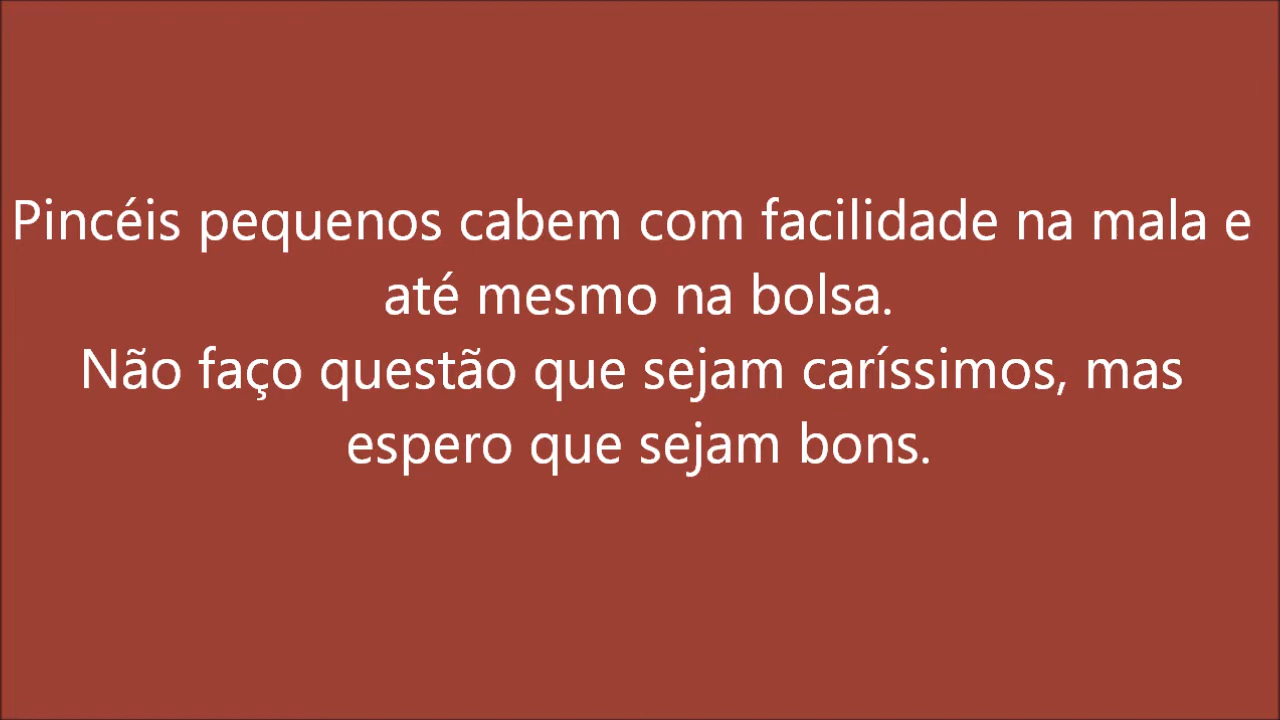 Pincéis pequenos cabem com facilidade na mala e
até mesmo na bolsa.
Não faço questão que sejam caríssimos, mas
espero que sejam bons.